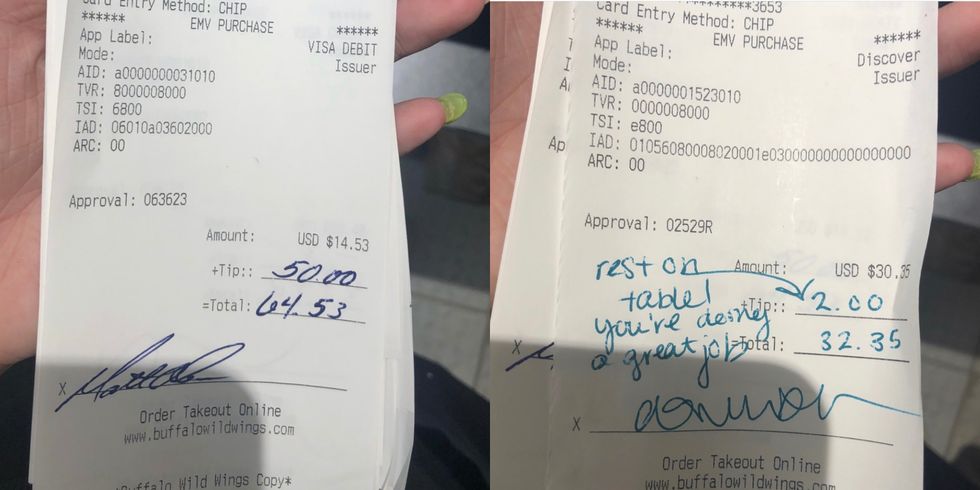 Card Entry Method: CHIP
****** EMV PURCHASE ******
App Label: VISA DEBIT
Mode: Issuer
AID: a0000000031010
TVR: 8000008000
TSI: 6800
IAD: 06010a03602000
ARC: 00
Approval: 063623
Amount: USD $14.53
+Tip:: 50.00
=Total: 64.53
X
Order Takeout Online
www.buffalowildwings.com
*Buffalo Wild Wings Copy*
************3653
Card Entry Method: CHIP
****** EMV PURCHASE ******
App Label: Discover
Mode: Issuer
AID: a0000001523010
TVR: 0000008000
TSI: e800
IAD: 01056080008020001e030000000000000000
ARC: 00
Approval: 02529R
rest on Amount: USD $30.35
table! +Tip:: 2.00
you're doing =Total: 32.35
a great job
X
Order Takeout Online
www.buffalowildwings.com